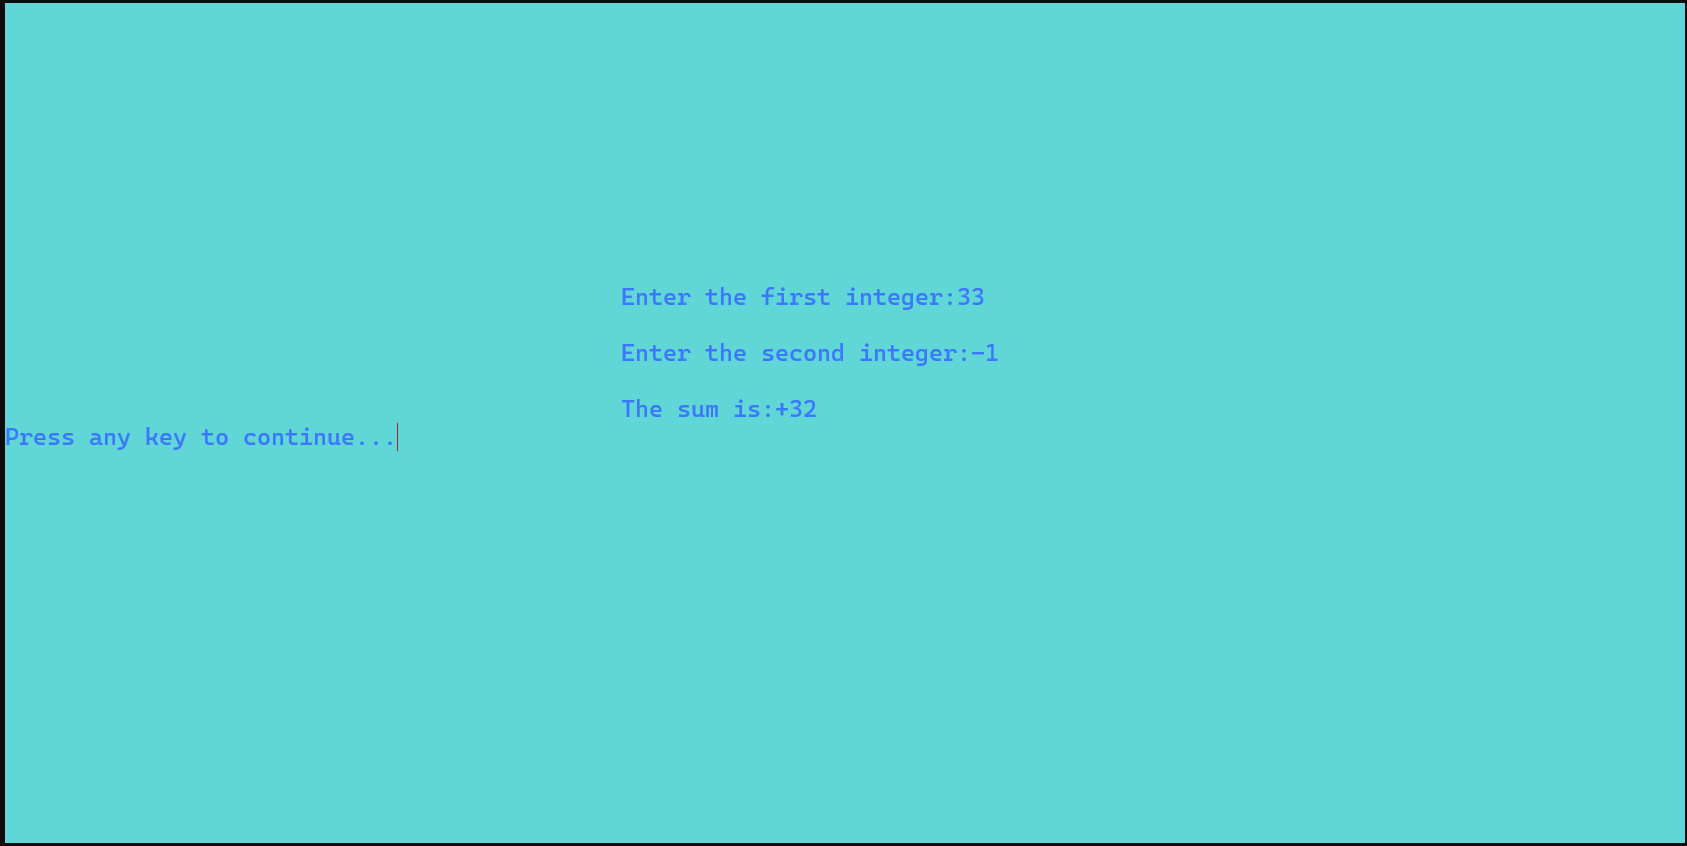 Enter the first integer:33
Enter the second integer:-1
The sum is:+32
Press any key to continue...